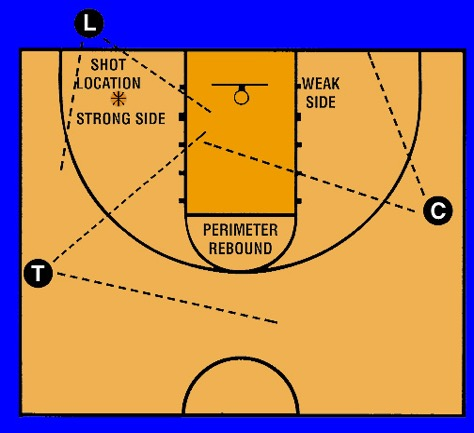 L
SHOT
LOCATION
STRONG SIDE
WEAK
SIDE
C
PERIMETER
REBOUND
T